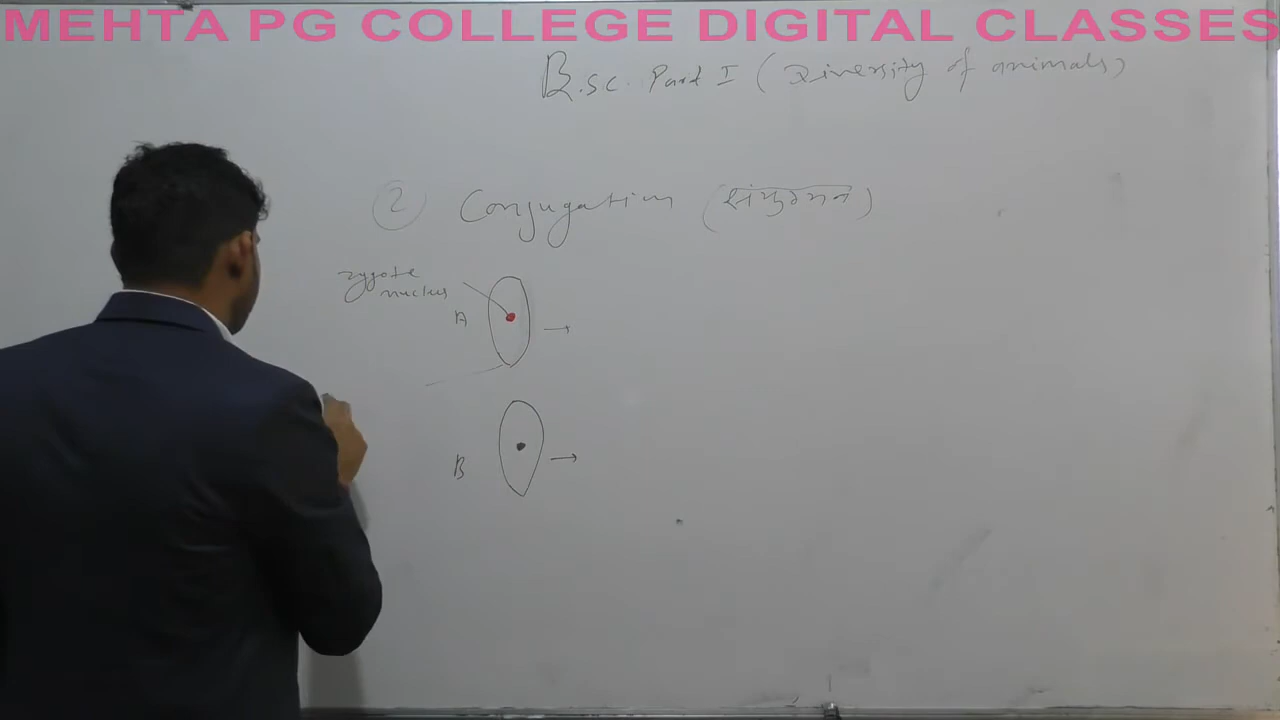 MEHTA PG COLLEGE DIGITAL CLASSES
B.sc. Part I (Diversity of animals)
2 Conjugation (संयुग्मन)
zygote
nucleus
A →
B →